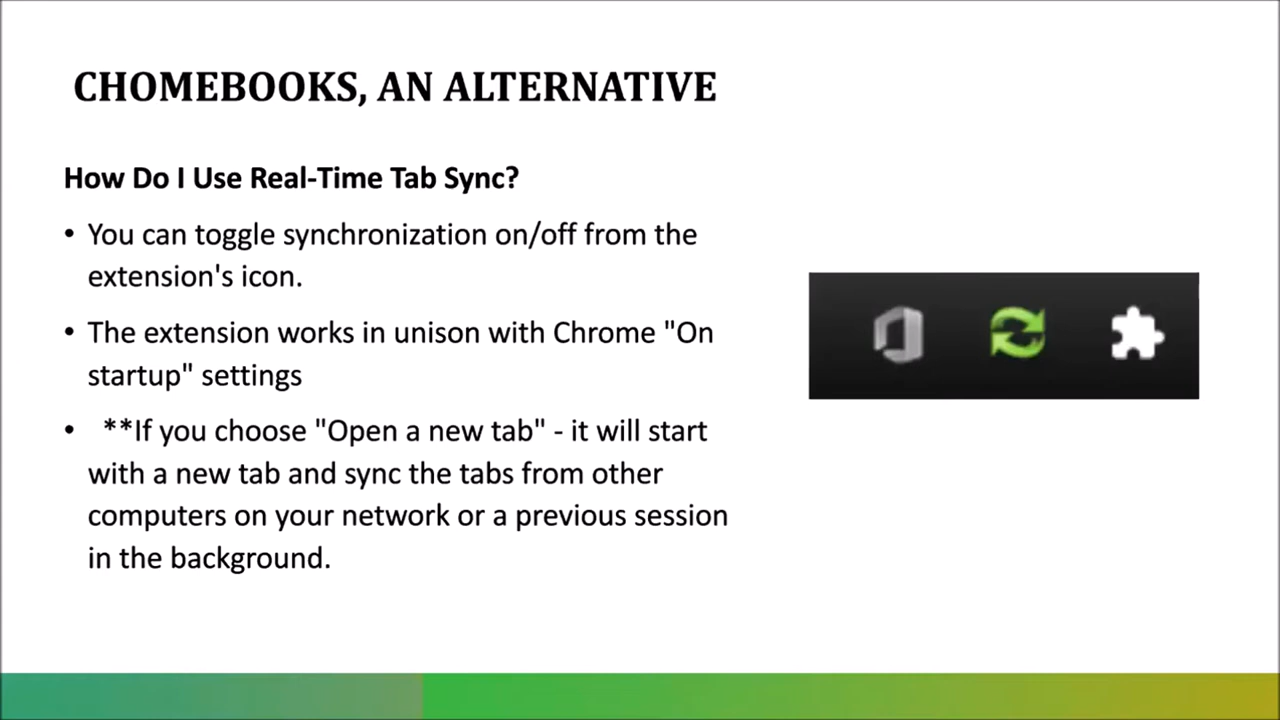 CHOMEBOOKS, AN ALTERNATIVE
How Do I Use Real-Time Tab Sync?
• You can toggle synchronization on/off from the
extension's icon.
• The extension works in unison with Chrome "On
startup" settings
• **If you choose "Open a new tab" - it will start
with a new tab and sync the tabs from other
computers on your network or a previous session
in the background.